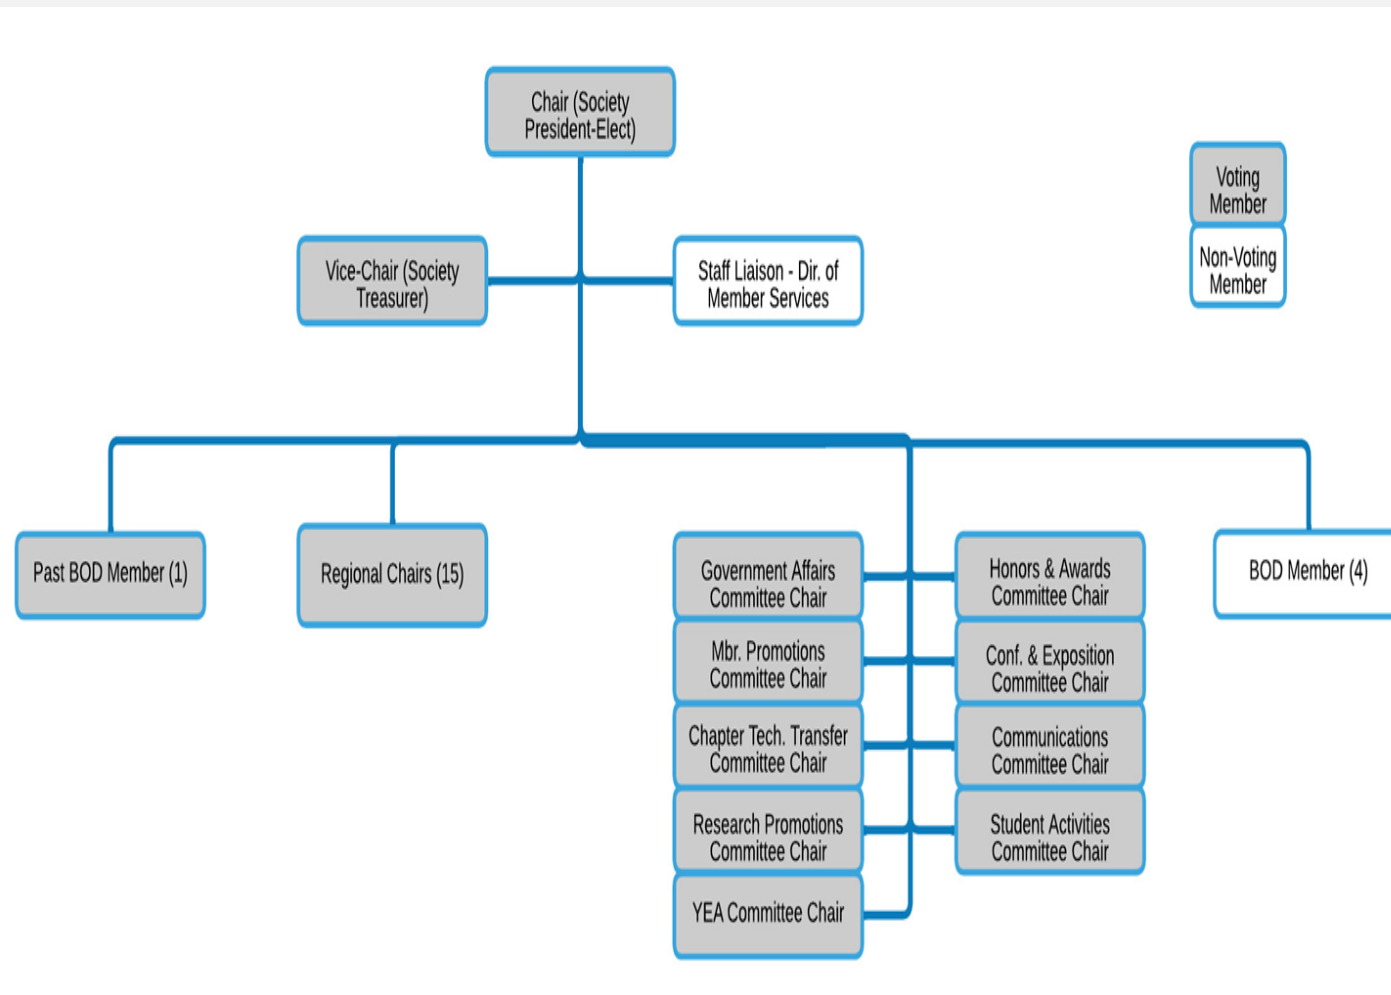 Chair (Society
President-Elect)
Voting
Member
Vice-Chair (Society
Treasurer)
Staff Liaison - Dir. of
Member Services
Non-Voting
Member
Past BOD Member (1)
Regional Chairs (15)
Government Affairs
Committee Chair
Mbr. Promotions
Committee Chair
Chapter Tech. Transfer
Committee Chair
Research Promotions
Committee Chair
YEA Committee Chair
Honors & Awards
Committee Chair
Conf. & Exposition
Committee Chair
Communications
Committee Chair
Student Activities
Committee Chair
BOD Member (4)